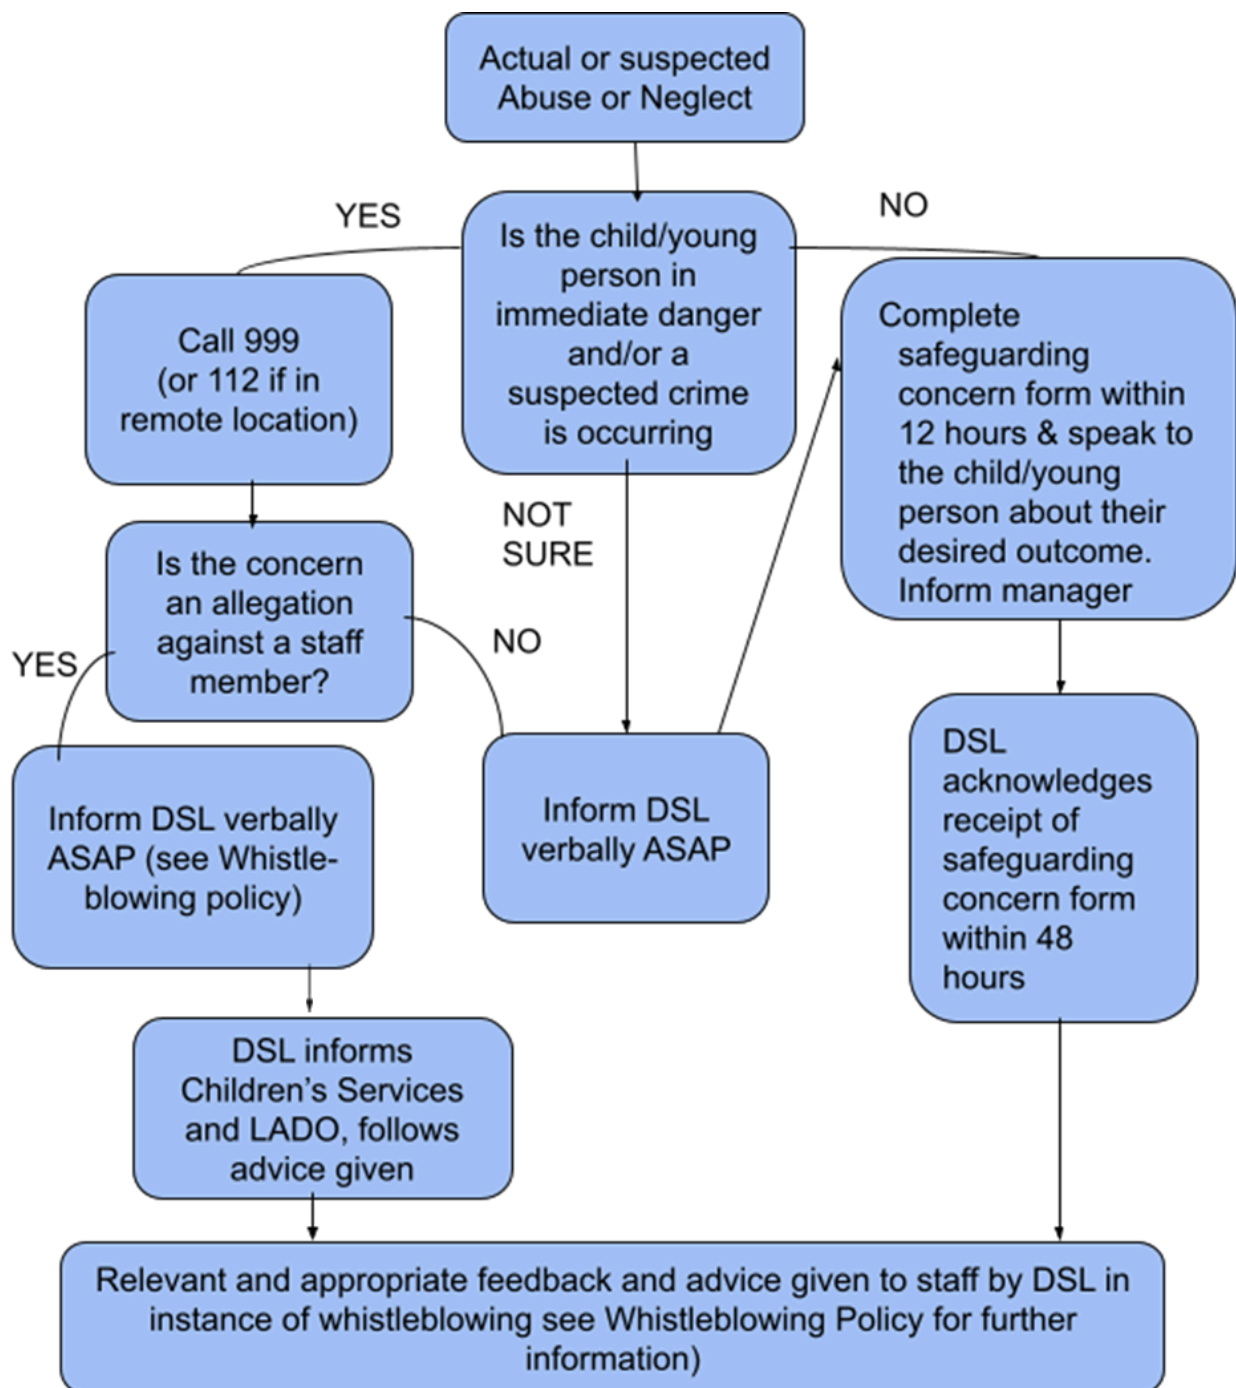 Actual or suspected
Abuse or Neglect
YES
NO
Is the child/young
person in
immediate danger
and/or a
suspected crime
is occurring
Call 999
(or 112 if in
remote location)
Complete
safeguarding
concern form within
12 hours & speak to
the child/young
person about their
desired outcome.
Inform manager
NOT
SURE
Is the concern
an allegation
against a staff
member?
YES
NO
Inform DSL verbally
ASAP (see Whistle-
blowing policy)
Inform DSL
verbally ASAP
DSL
acknowledges
receipt of
safeguarding
concern form
within 48
hours
DSL informs
Children’s Services
and LADO, follows
advice given
Relevant and appropriate feedback and advice given to staff by DSL in
instance of whistleblowing see Whistleblowing Policy for further
information)